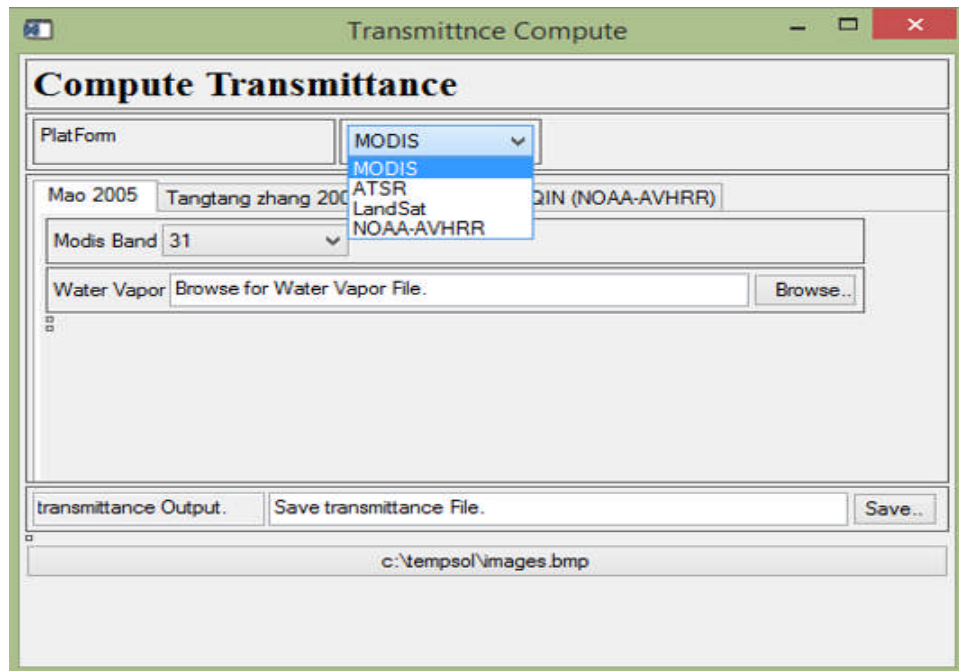 Transmittnce Compute
Compute Transmittance
PlatForm
MODIS
MODIS
ATSR
LandSat
NOAA-AVHRR
Mao 2005
Tangtang zhang 200
QIN (NOAA-AVHRR)
Modis Band 31
Water Vapor Browse for Water Vapor File. Browse..
transmittance Output. Save transmittance File. Save..
c:\tempsol\images.bmp